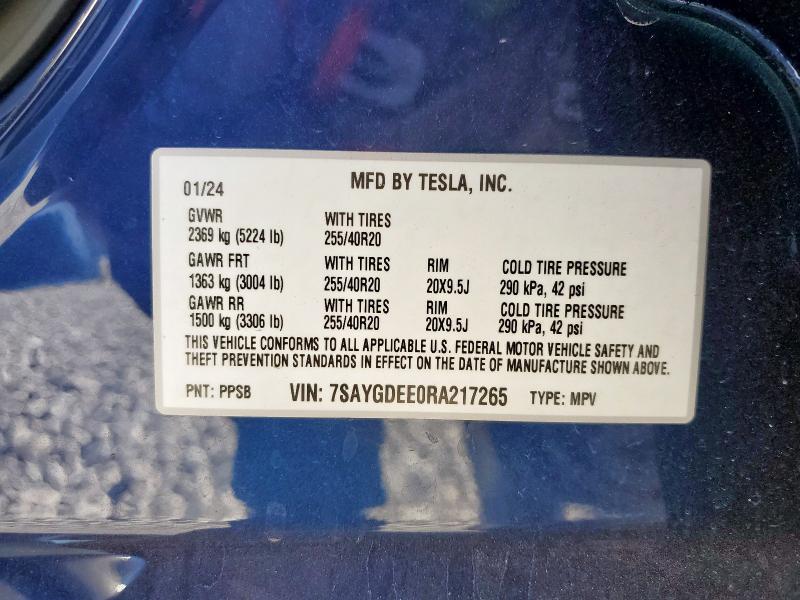 01/24 MFD BY TESLA, INC.
GVWR WITH TIRES
2369 kg (5224 lb) 255/40R20
GAWR FRT WITH TIRES RIM COLD TIRE PRESSURE
1363 kg (3004 lb) 255/40R20 20X9.5J 290 kPa, 42 psi
GAWR RR WITH TIRES RIM COLD TIRE PRESSURE
1500 kg (3306 lb) 255/40R20 20X9.5J 290 kPa, 42 psi
THIS VEHICLE CONFORMS TO ALL APPLICABLE U.S. FEDERAL MOTOR VEHICLE SAFETY AND
THEFT PREVENTION STANDARDS IN EFFECT ON THE DATE OF MANUFACTURE SHOWN ABOVE.
PNT: PPSB VIN: 7SAYGDEE0RA217265 TYPE: MPV